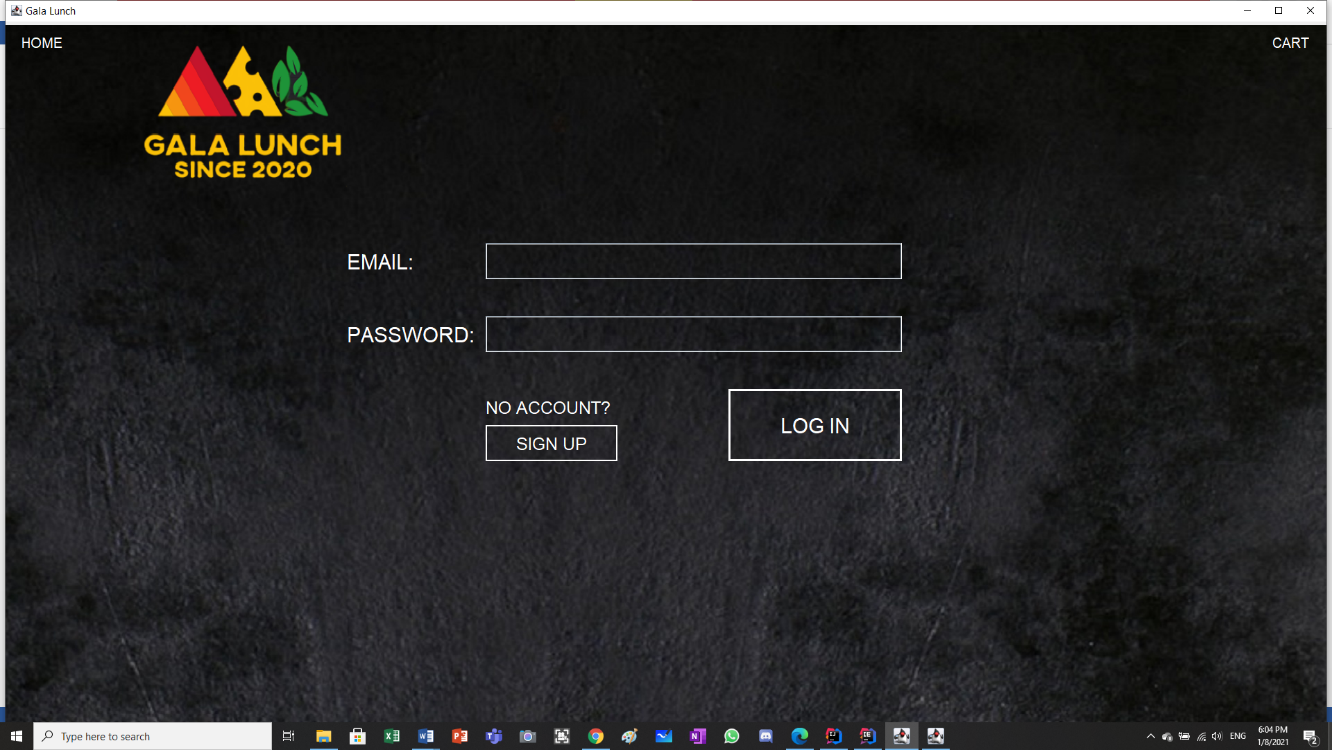 Gala Lunch
HOME
CART
GALA LUNCH
SINCE 2020
EMAIL:
PASSWORD:
NO ACCOUNT?
SIGN UP
LOG IN
Type here to search
ENG
6:04 PM
1/8/2021
2